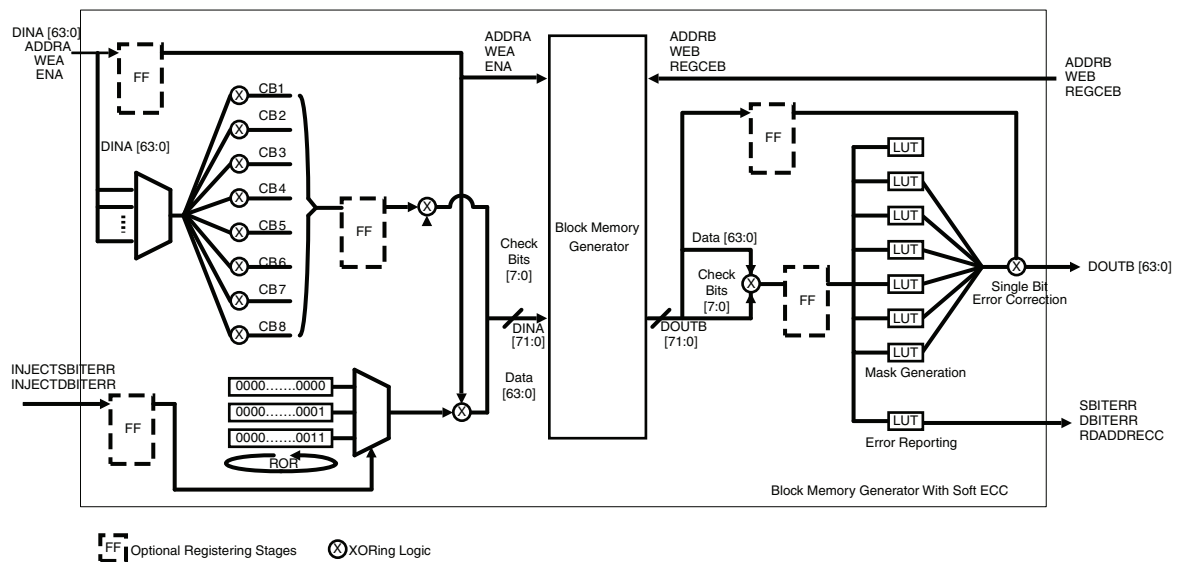 DINA [63:0]
ADDRA
WEA
ENA
FF
DINA [63:0]
X
CB1
X
CB2
X
CB3
X
CB4
X
CB5
X
CB6
X
CB7
X
CB8
FF
X
INJECTSBITERR
INJECTDBITERR
FF
0000.......0000
0000.......0001
0000.......0011
ROR
X
ADDRA
WEA
ENA
Check
Bits
[7:0]
DINA
[71:0]
Data
[63:0]
Block Memory
Generator
ADDRB
WEB
REGCEB
ADDRB
WEB
REGCEB
FF
Data [63:0]
Check
Bits
[7:0]
X
DOUTB
[71:0]
FF
LUT
LUT
LUT
LUT
LUT
LUT
LUT
Mask Generation
LUT
Error Reporting
X
Single Bit
Error Correction
DOUTB [63:0]
SBITERR
DBITERR
RDADDRECC
Block Memory Generator With Soft ECC
FF Optional Registering Stages
X XORing Logic